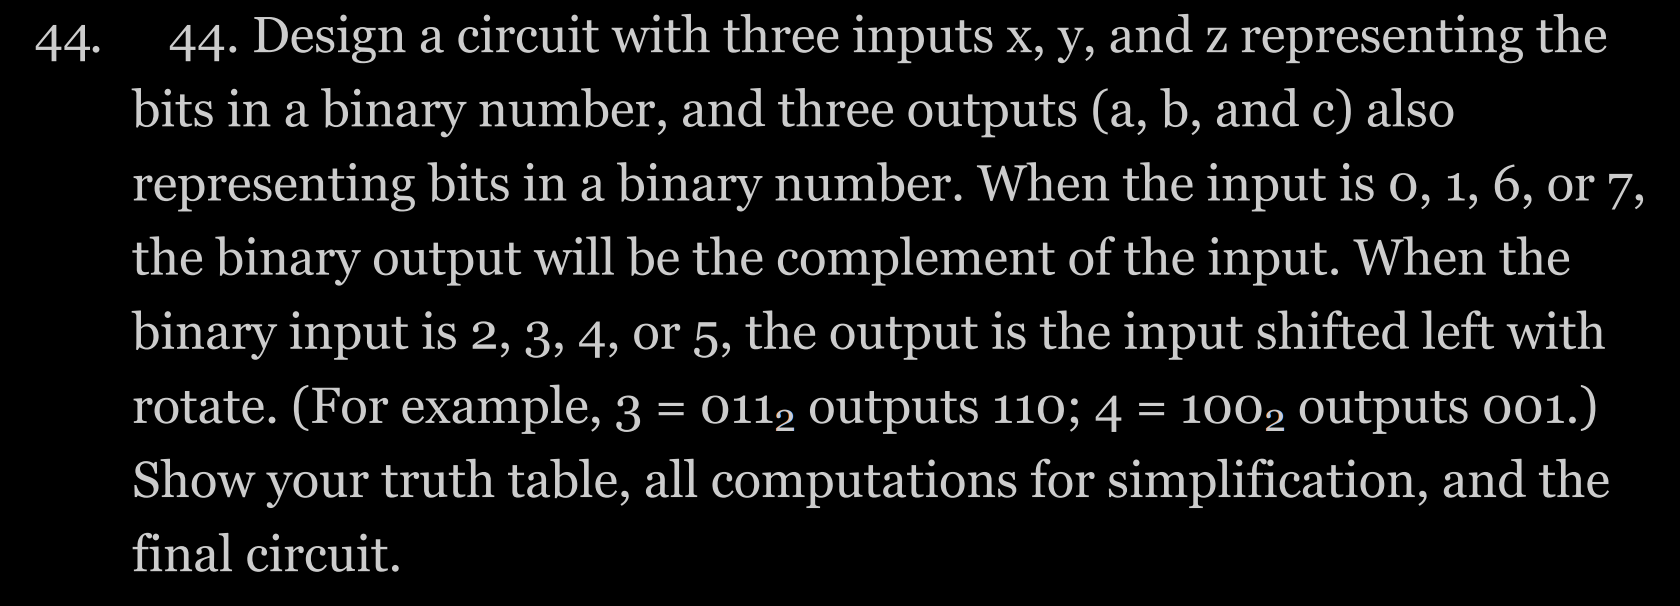 44. 44. Design a circuit with three inputs x, y, and z representing the
bits in a binary number, and three outputs (a, b, and c) also
representing bits in a binary number. When the input is 0, 1, 6, or 7,
the binary output will be the complement of the input. When the
binary input is 2, 3, 4, or 5, the output is the input shifted left with
rotate. (For example, 3 = 011₂ outputs 110; 4 = 100₂ outputs 001.)
Show your truth table, all computations for simplification, and the
final circuit.